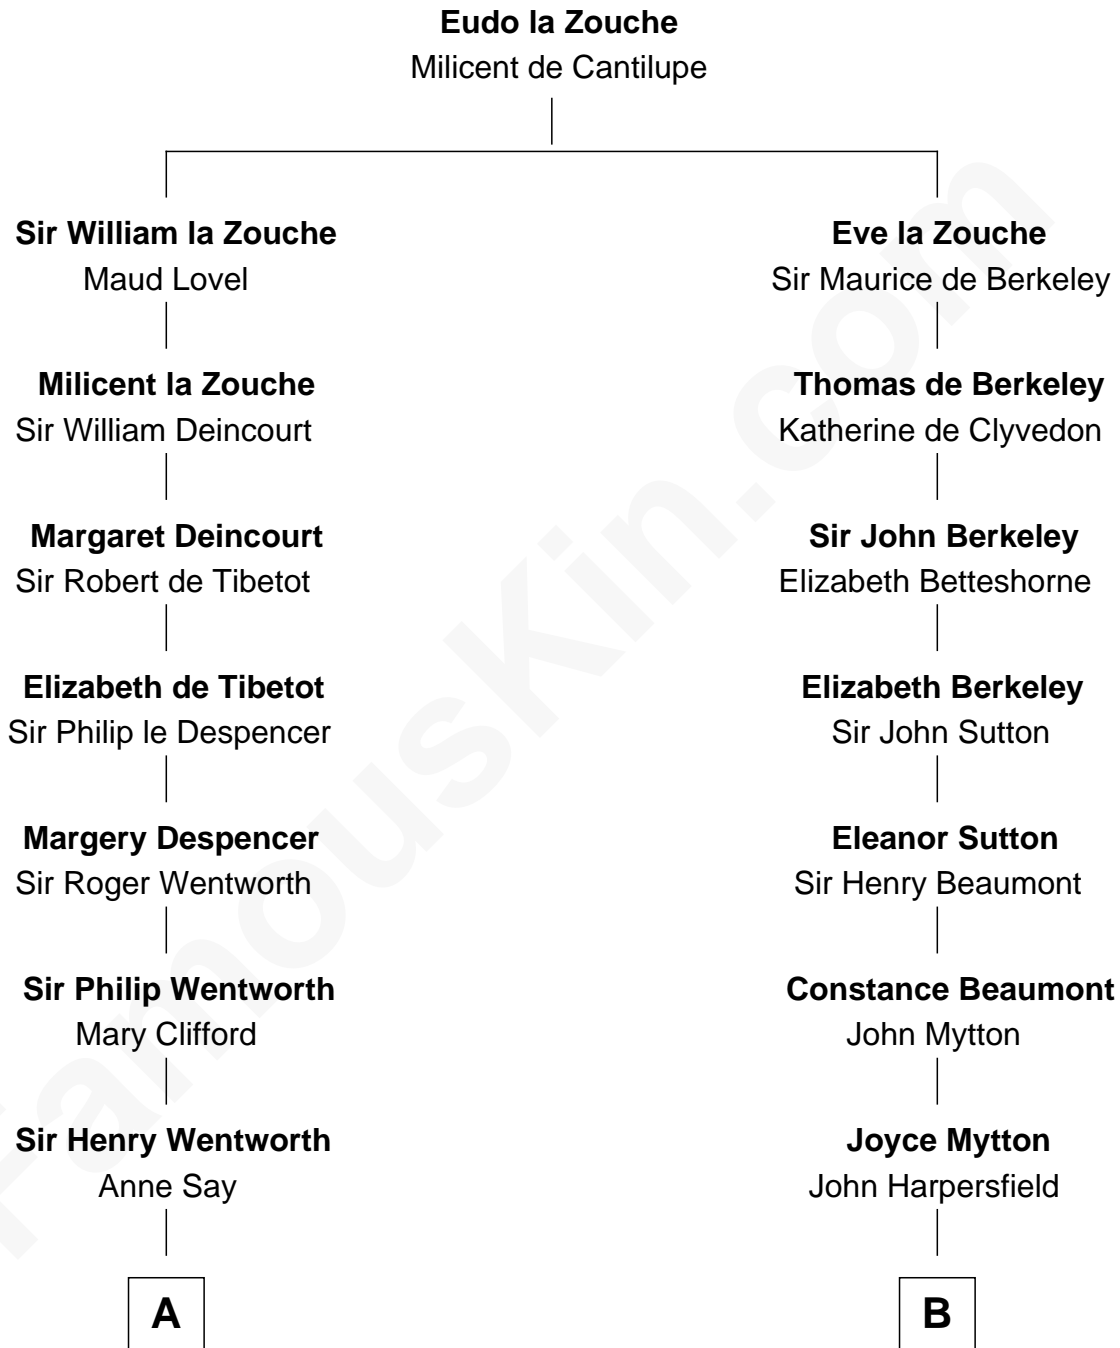 Eudo la Zouche
Milicent de Cantilupe
Sir William la Zouche
Maud Lovel
Eve la Zouche
Sir Maurice de Berkeley
Milicent la Zouche
Sir William Deincourt
Thomas de Berkeley
Katherine de Clyvedon
Margaret Deincourt
Sir Robert de Tibetot
Sir John Berkeley
Elizabeth Betteshorne
Elizabeth de Tibetot
Sir Philip le Despencer
Elizabeth Berkeley
Sir John Sutton
Margery Despencer
Sir Roger Wentworth
Eleanor Sutton
Sir Henry Beaumont
Sir Philip Wentworth
Mary Clifford
Constance Beaumont
John Mytton
Sir Henry Wentworth
Anne Say
Joyce Mytton
John Harpersfield
A
B
FamousKin.com